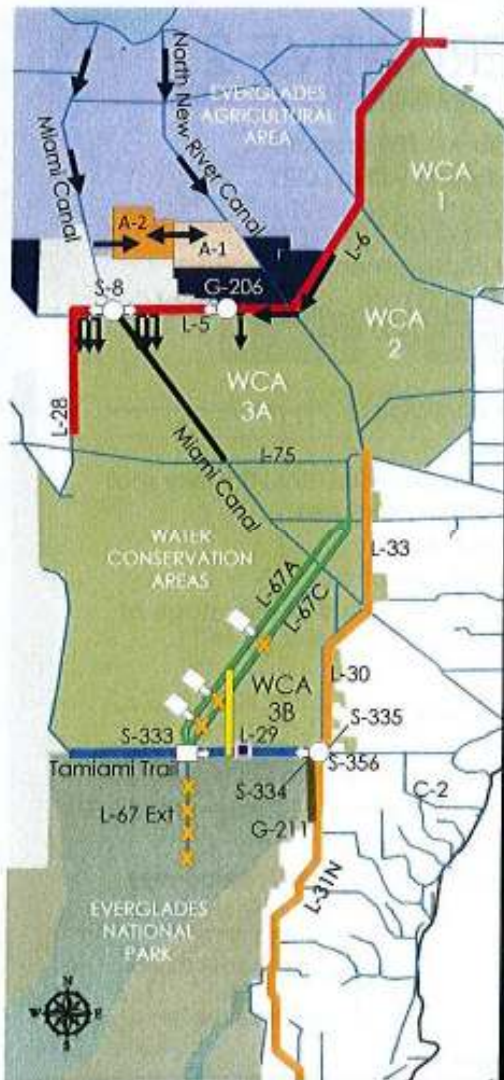 North New River Canal
EVERGLADES
AGRICULTURAL
AREA
Miami Canal
WCA
1
A-2
A-1
L-6
S-8
G-206
L-5
WCA
2
WCA
3A
L-28
Miami Canal
L-75
WATER
CONSERVATION
AREAS
L-67A
L-67C
L-33
L-30
WCA
3B
S-333
L-29
S-335
Tamiami Trail
S-356
S-334
C-2
L-67 Ext
G-211
L-31N
EVERGLADES
NATIONAL
PARK
N
W
E
S